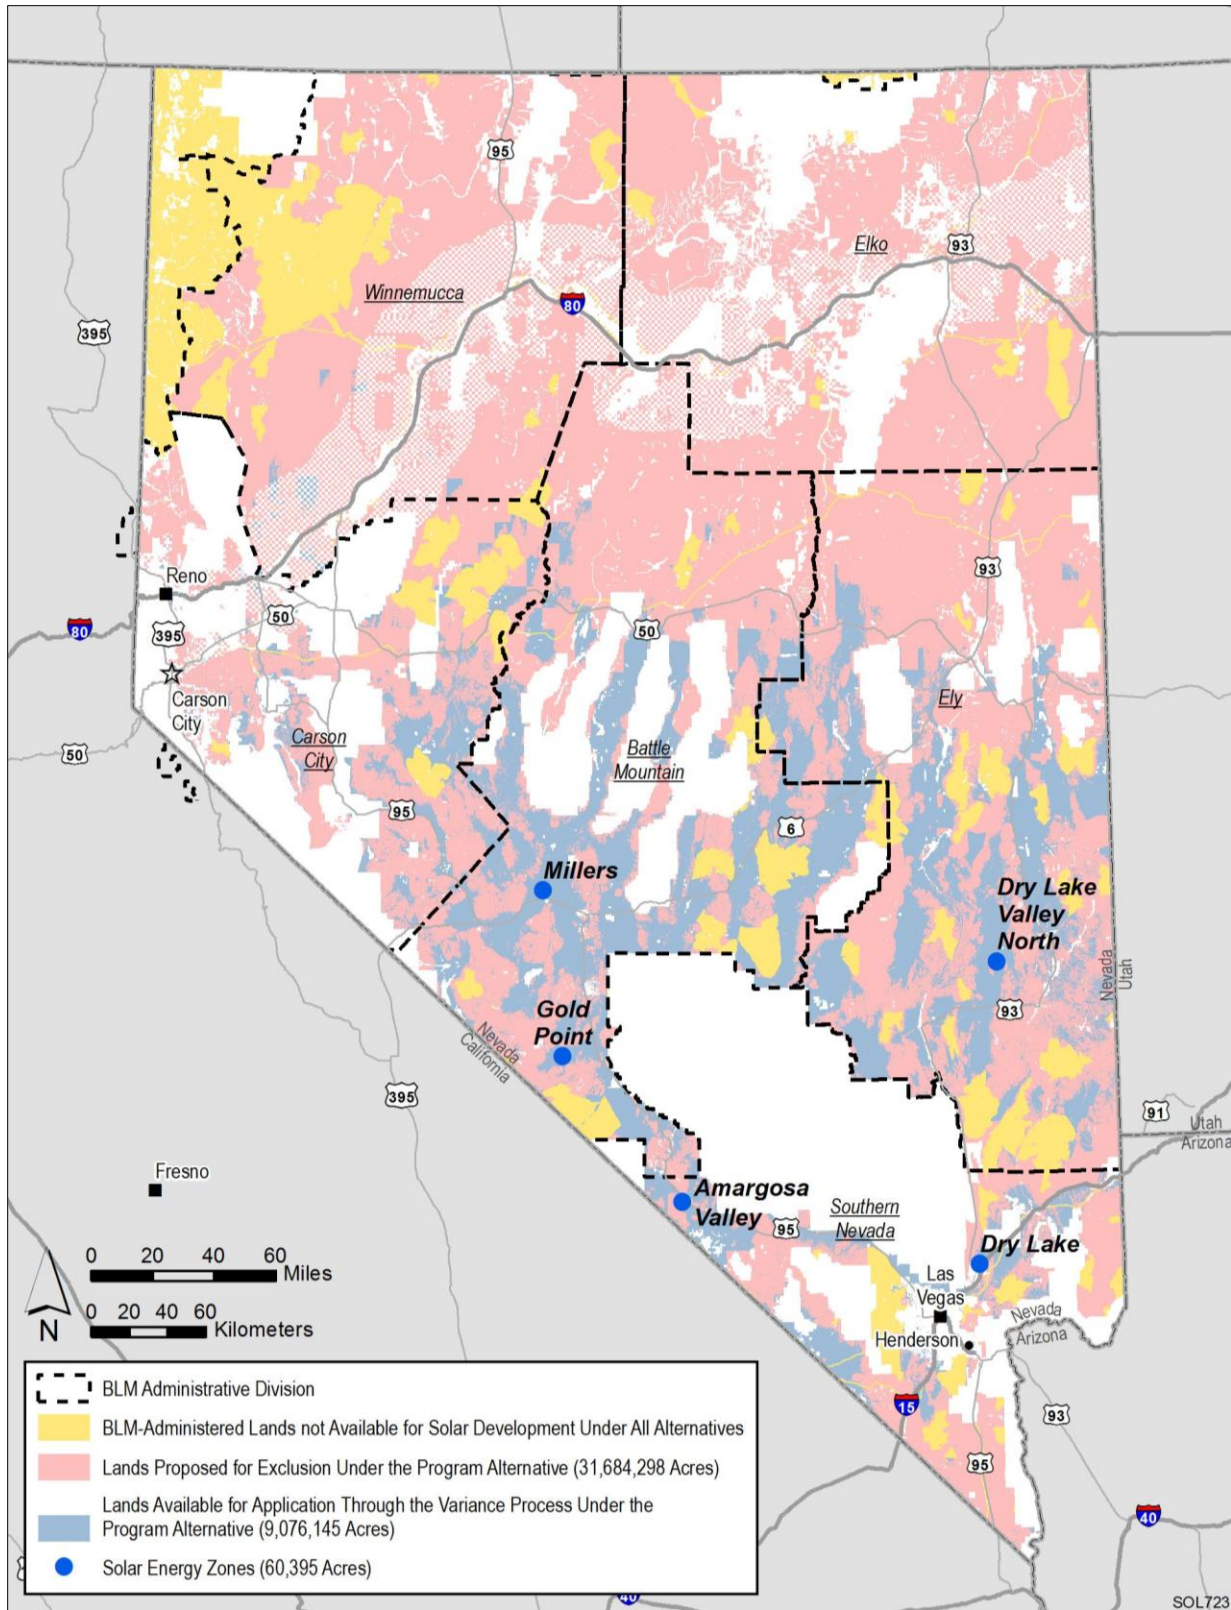 95
93
Elko
Winnemucca
80
395
93
Reno
50
80
395
50
Carson
City
Ely
Carson
City
Battle
Mountain
50
95
6
Millers
Dry Lake
Valley
North
Nevada
Utah
Gold
Point
93
Nevada
California
395
91
Utah
Arizona
Fresno
Amargosa
Valley
Southern
Nevada
95
Dry Lake
Las
Vegas
Nevada
Arizona
Henderson
0 20 40 60
Miles
0 20 40 60
Kilometers
N
15
93
95
40
BLM Administrative Division
BLM-Administered Lands not Available for Solar Development Under All Alternatives
Lands Proposed for Exclusion Under the Program Alternative (31,684,298 Acres)
Lands Available for Application Through the Variance Process Under the
Program Alternative (9,076,145 Acres)
Solar Energy Zones (60,395 Acres)
40
SOL723